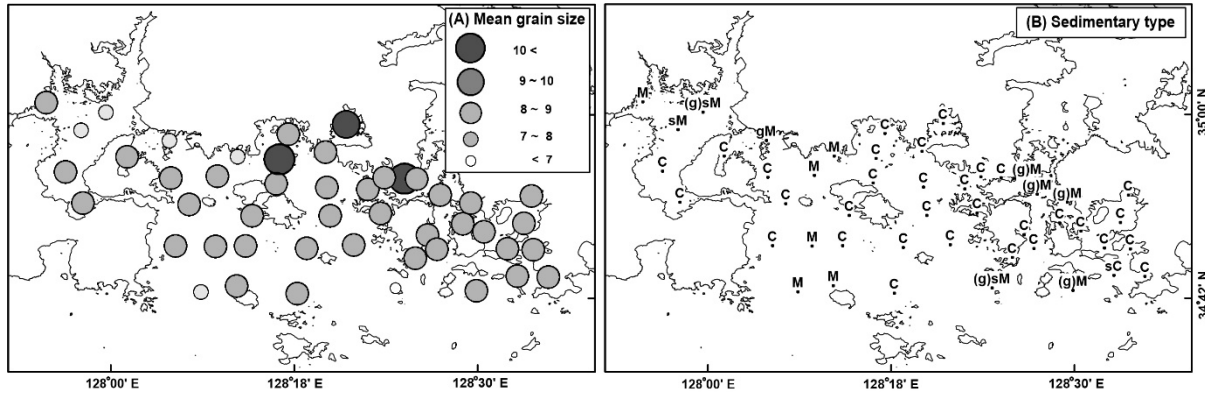 (A) Mean grain size
10 <
9 ~ 10
8 ~ 9
7 ~ 8
< 7
128°00' E
128°18' E
128°30' E
(B) Sedimentary type
M
(g)sM
sM
gM
C
C
C
35°00' N
C
C
M
C
C
M
C
C
C
C
C
(g)M
(g)M
(g)M
C
C
C
C
C
C
C
C
C
C
C
M
C
C
C
C
C
C
C
C
M
M
C
(g)sM
(g)M
sC
C
34°42' N
128°00' E
128°18' E
128°30' E